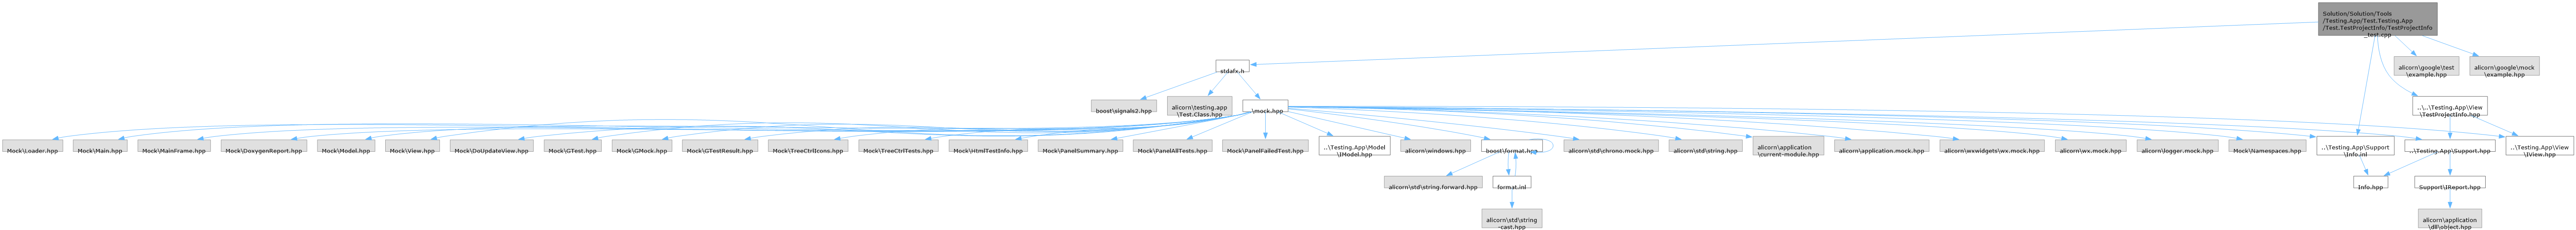 Solution/Solution/Tools
/Testing.App/Test.Testing.App
/Test.TestProjectInfo/TestProjectInfo
_test.cpp
stdafx.h
alicorn\google\test
\example.hpp
alicorn\google\mock
\example.hpp
boost\signals2.hpp
alicorn\testing.app
\Test.Class.hpp
.\mock.hpp
..\..\Testing.App\View
\TestProjectInfo.hpp
Mock\Loader.hpp
Mock\Main.hpp
Mock\MainFrame.hpp
Mock\DoxygenReport.hpp
Mock\Model.hpp
Mock\View.hpp
Mock\DoUpdateView.hpp
Mock\GTest.hpp
Mock\GMock.hpp
Mock\GTestResult.hpp
Mock\TreeCtrlIcons.hpp
Mock\TreeCtrlTests.hpp
Mock\HtmlTestInfo.hpp
Mock\PanelSummary.hpp
Mock\PanelAllTests.hpp
Mock\PanelFailedTest.hpp
..\Testing.App\Model
\IModel.hpp
alicorn\windows.hpp
boost\format.hpp
alicorn\std\chrono.mock.hpp
alicorn\std\string.hpp
alicorn\application
\current-module.hpp
alicorn\application.mock.hpp
alicorn\wxwidgets\wx.mock.hpp
alicorn\wx.mock.hpp
alicorn\logger.mock.hpp
Mock\Namespaces.hpp
..\Testing.App\Support
\Info.inl
..\Testing.App\Support.hpp
..\Testing.App\View
\IView.hpp
alicorn\std\string.forward.hpp
format.inl
Info.hpp
Support\IReport.hpp
alicorn\std\string
-cast.hpp
alicorn\application
\dll\object.hpp